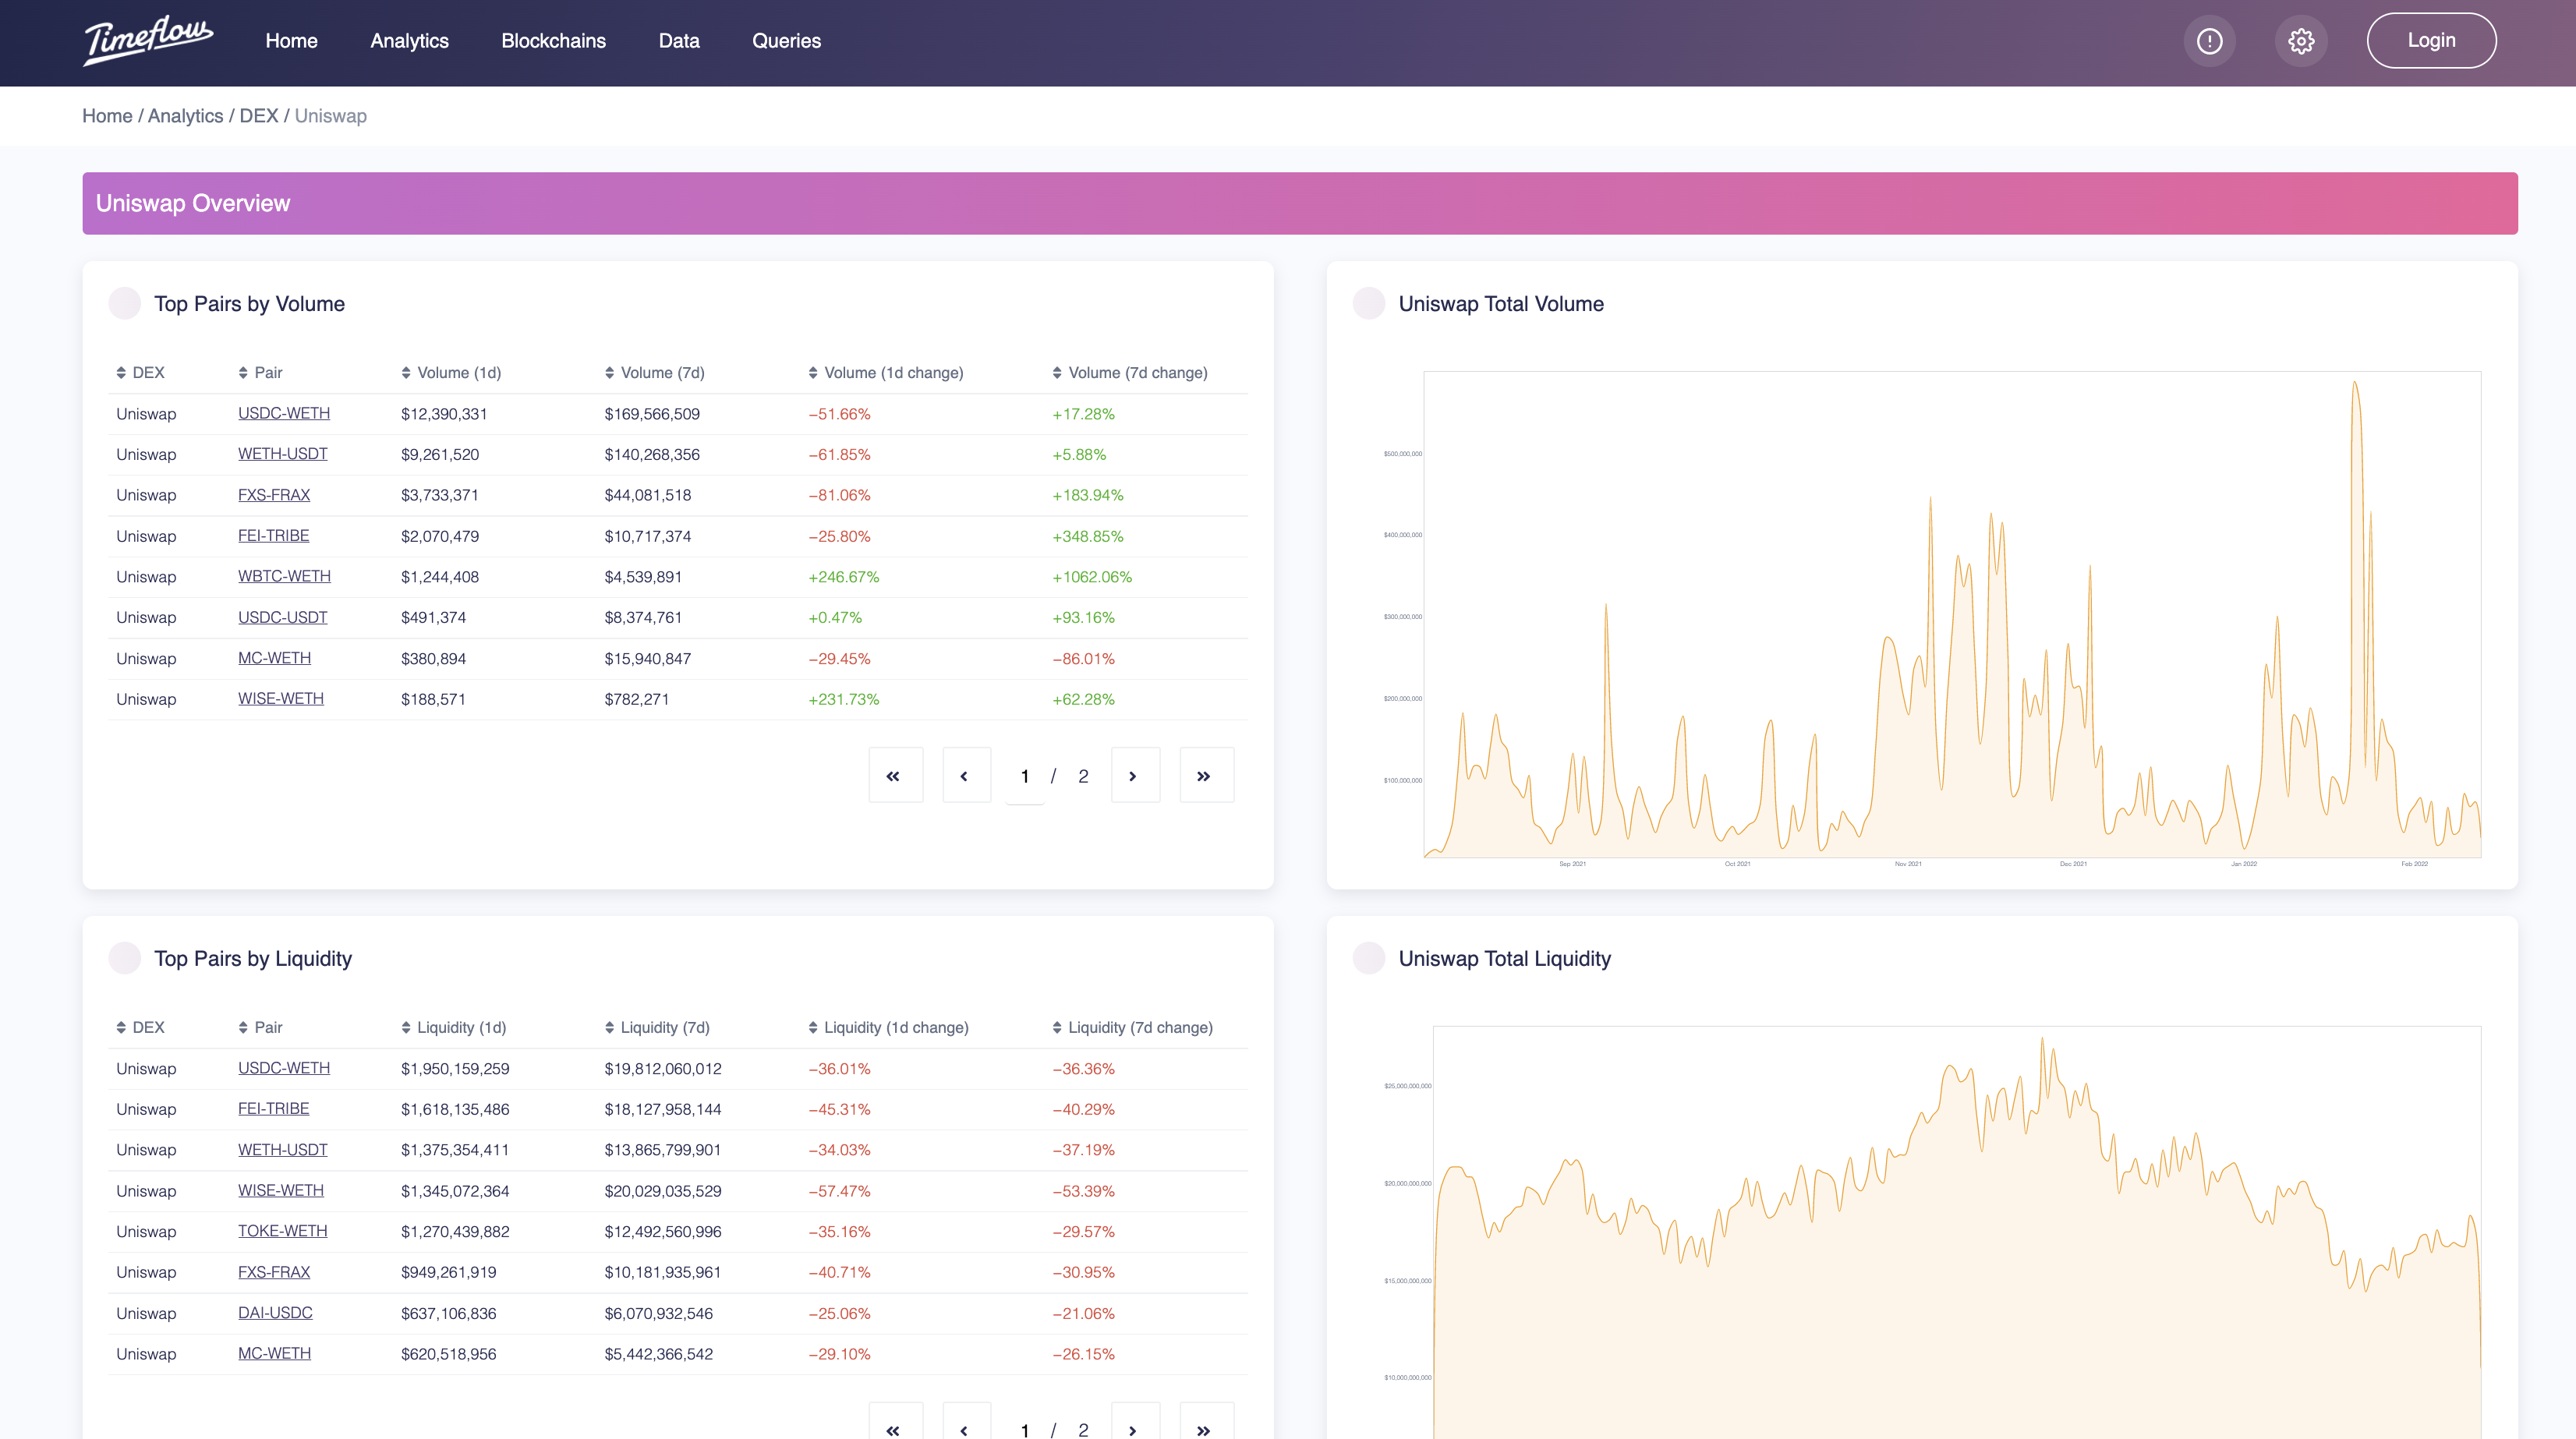 Timeflow Home Analytics Blockchains Data Queries Login
Home / Analytics / DEX / Uniswap
Uniswap Overview
Top Pairs by Volume
DEX Pair Volume (1d) Volume (7d) Volume (1d change) Volume (7d change)
Uniswap USDC-WETH $12,390,331 $169,566,509 −51.66% +17.28%
Uniswap WETH-USDT $9,261,520 $140,268,356 −61.85% +5.88%
Uniswap FXS-FRAX $3,733,371 $44,081,518 −81.06% +183.94%
Uniswap FEI-TRIBE $2,070,479 $10,717,374 −25.80% +348.85%
Uniswap WBTC-WETH $1,244,408 $4,539,891 +246.67% +1062.06%
Uniswap USDC-USDT $491,374 $8,374,761 +0.47% +93.16%
Uniswap MC-WETH $380,894 $15,940,847 −29.45% −86.01%
Uniswap WISE-WETH $188,571 $782,271 +231.73% +62.28%
« ‹ 1 / 2 › »
Uniswap Total Volume
$500,000,000
$400,000,000
$300,000,000
$200,000,000
$100,000,000
Sep 2021 Oct 2021 Nov 2021 Dec 2021 Jan 2022 Feb 2022
Top Pairs by Liquidity
DEX Pair Liquidity (1d) Liquidity (7d) Liquidity (1d change) Liquidity (7d change)
Uniswap USDC-WETH $1,950,159,259 $19,812,060,012 −36.01% −36.36%
Uniswap FEI-TRIBE $1,618,135,486 $18,127,958,144 −45.31% −40.29%
Uniswap WETH-USDT $1,375,354,411 $13,865,799,901 −34.03% −37.19%
Uniswap WISE-WETH $1,345,072,364 $20,029,035,529 −57.47% −53.39%
Uniswap TOKE-WETH $1,270,439,882 $12,492,560,996 −35.16% −29.57%
Uniswap FXS-FRAX $949,261,919 $10,181,935,961 −40.71% −30.95%
Uniswap DAI-USDC $637,106,836 $6,070,932,546 −25.06% −21.06%
Uniswap MC-WETH $620,518,956 $5,442,366,542 −29.10% −26.15%
« ‹ 1 / 2 › »
Uniswap Total Liquidity
$25,000,000,000
$20,000,000,000
$15,000,000,000
$10,000,000,000